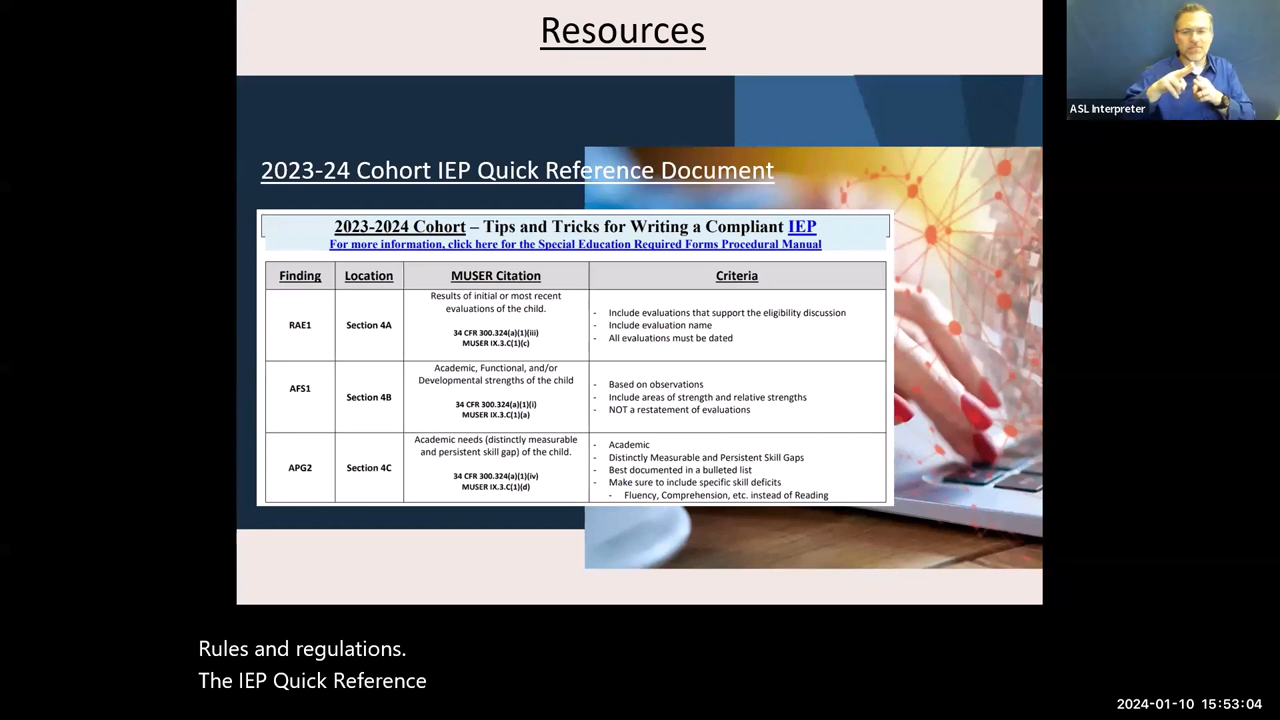 Resources
ASL Interpreter
2023-24 Cohort IEP Quick Reference Document
2023-2024 Cohort – Tips and Tricks for Writing a Compliant IEP
For more information, click here for the Special Education Required Forms Procedural Manual
Finding Location MUSER Citation Criteria
RAE1
Section 4A
Results of initial or most recent
evaluations of the child.
34 CFR 300.324(a)(1)(iii)
MUSER IX.3.C(1)(c)
- Include evaluations that support the eligibility discussion
- Include evaluation name
- All evaluations must be dated
AFS1
Section 4B
Academic, Functional, and/or
Developmental strengths of the child
34 CFR 300.324(a)(1)(i)
MUSER IX.3.C(1)(a)
- Based on observations
- Include areas of strength and relative strengths
- NOT a restatement of evaluations
APG2
Section 4C
Academic needs (distinctly measurable
and persistent skill gap) of the child.
34 CFR 300.324(a)(1)(iv)
MUSER IX.3.C(1)(d)
- Academic
- Distinctly Measurable and Persistent Skill Gaps
- Best documented in a bulleted list
- Make sure to include specific skill deficits
- Fluency, Comprehension, etc. instead of Reading
Rules and regulations.
The IEP Quick Reference
2024-01-10 15:53:04